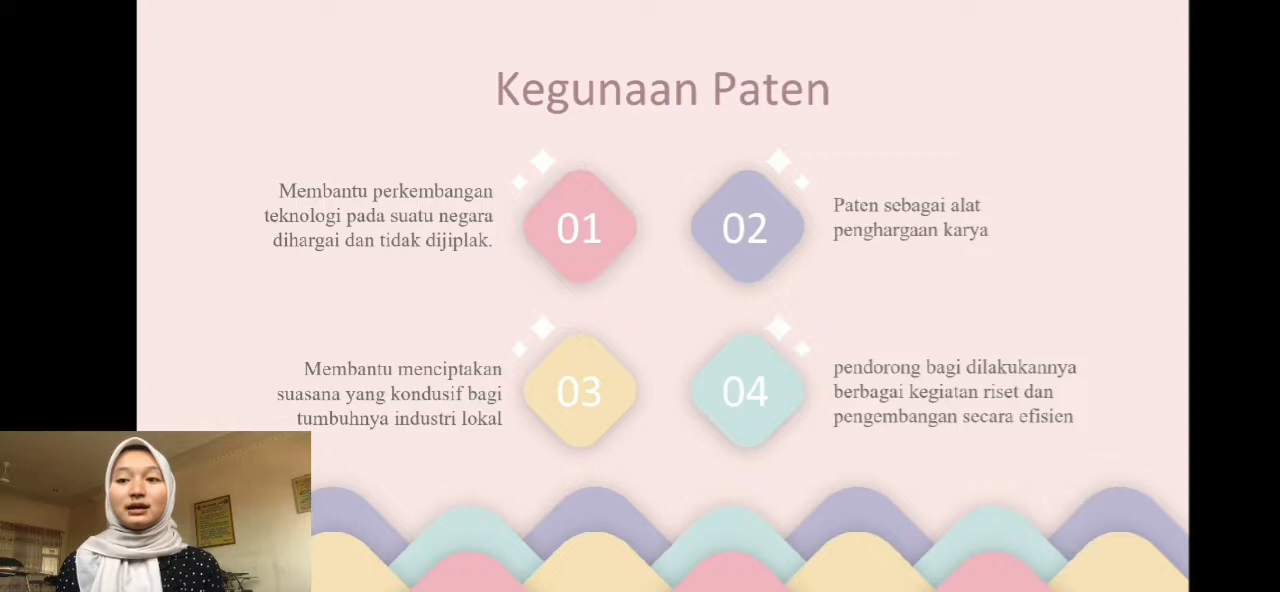 Kegunaan Paten
Membantu perkembangan
teknologi pada suatu negara
dihargai dan tidak dijiplak.
01
02
Paten sebagai alat
penghargaan karya
Membantu menciptakan
suasana yang kondusif bagi
tumbuhnya industri lokal
03
04
pendorong bagi dilakukannya
berbagai kegiatan riset dan
pengembangan secara efisien